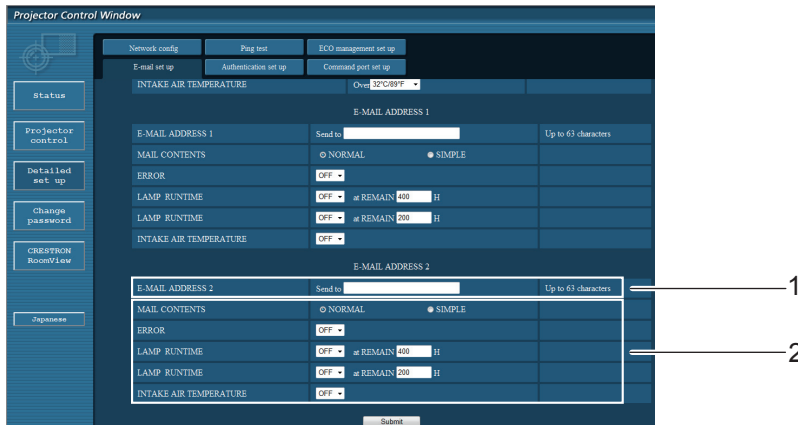 Projector Control Window
Network config Ping test ECO management set up
E-mail set up Authentication set up Command port set up
Status
Projector control
Detailed set up
Change password
CRESTRON RoomView
Japanese
INTAKE AIR TEMPERATURE Over 32°C/89°F
E-MAIL ADDRESS 1
E-MAIL ADDRESS 1 Send to Up to 63 characters
MAIL CONTENTS NORMAL SIMPLE
ERROR OFF
LAMP RUNTIME OFF at REMAIN 400 H
LAMP RUNTIME OFF at REMAIN 200 H
INTAKE AIR TEMPERATURE OFF
E-MAIL ADDRESS 2
E-MAIL ADDRESS 2 Send to Up to 63 characters 1
MAIL CONTENTS NORMAL SIMPLE
ERROR OFF
LAMP RUNTIME OFF at REMAIN 400 H 2
LAMP RUNTIME OFF at REMAIN 200 H
INTAKE AIR TEMPERATURE OFF
Submit